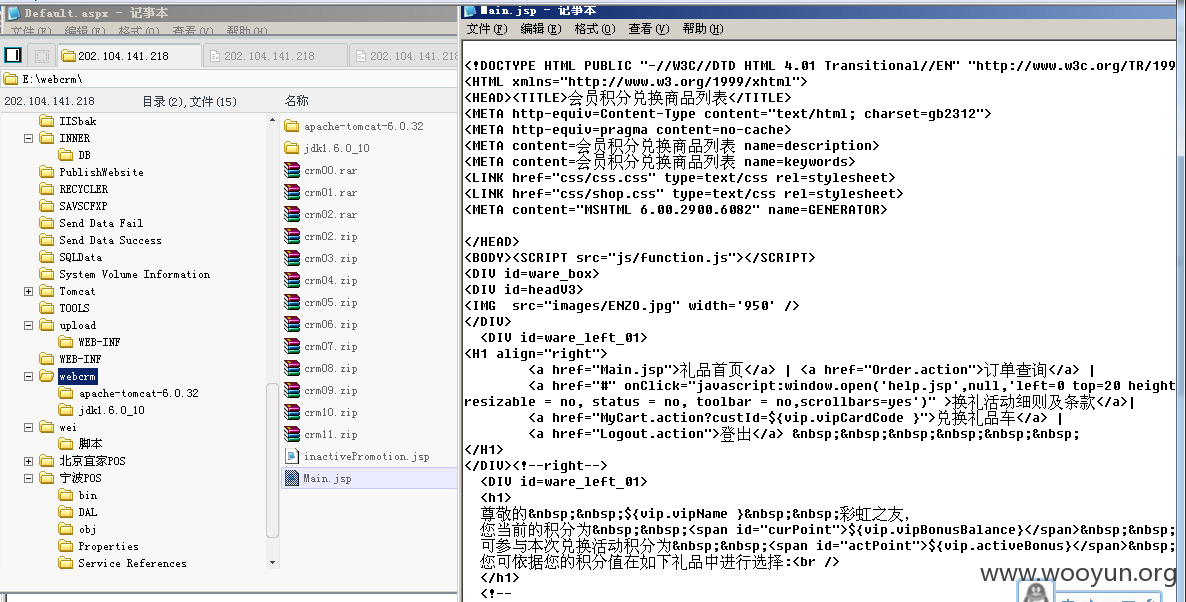 Default.aspx - 记事本
文件(F) 编辑(E) 格式(O) 查看(V) 帮助(H)
202.104.141.218
202.104.141.218
202.104.141.218
E:\webcrm\
202.104.141.218
目录(2),文件(15)
名称
IISbak
INNER
DB
PublishWebsite
RECYCLER
SAVSCFXP
Send Data Fail
Send Data Success
SQLData
System Volume Information
Tomcat
TOOLS
upload
WEB-INF
WEB-INF
webcrm
apache-tomcat-6.0.32
jdk1.6.0_10
wei
脚本
北京宜家POS
宁波POS
bin
DAL
obj
Properties
Service References
apache-tomcat-6.0.32
jdk1.6.0_10
crm00.rar
crm01.rar
crm02.rar
crm02.zip
crm03.zip
crm04.zip
crm05.zip
crm06.zip
crm07.zip
crm08.zip
crm09.zip
crm10.zip
crm11.zip
inactivePromotion.jsp
Main.jsp
Main.jsp - 记事本
文件(F) 编辑(E) 格式(O) 查看(V) 帮助(H)
<!DOCTYPE HTML PUBLIC "-//W3C//DTD HTML 4.01 Transitional//EN" "http://www.w3c.org/TR/199
<HTML xmlns="http://www.w3.org/1999/xhtml">
<HEAD><TITLE>会员积分兑换商品列表</TITLE>
<META http-equiv=Content-Type content="text/html; charset=gb2312">
<META http-equiv=pragma content=no-cache>
<META content=会员积分兑换商品列表 name=description>
<META content=会员积分兑换商品列表 name=keywords>
<LINK href="css/css.css" type=text/css rel=stylesheet>
<LINK href="css/shop.css" type=text/css rel=stylesheet>
<META content="MSHTML 6.00.2900.6082" name=GENERATOR>
</HEAD>
<BODY><SCRIPT src="js/function.js"></SCRIPT>
<DIV id=ware_box>
<DIV id=headV3>
<IMG  src="images/ENZO.jpg" width='950' />
</DIV>
<DIV id=ware_left_01>
<H1 align="right">
<a href="Main.jsp">礼品首页</a> | <a href="Order.action">订单查询</a> |
<a href="#" onClick="javascript:window.open('help.jsp',null,'left=0 top=20 height
resizable = no, status = no, toolbar = no,scrollbars=yes')" >换礼活动细则及条款</a>|
<a href="MyCart.action?custId=${vip.vipCardCode }">兑换礼品车</a> |
<a href="Logout.action">登出</a> &nbsp;&nbsp;&nbsp;&nbsp;&nbsp;&nbsp;
</H1>
</DIV><!--right-->
<DIV id=ware_left_01>
<h1>
尊敬的&nbsp;&nbsp;${vip.vipName }&nbsp;&nbsp;彩虹之友,
您当前的积分为&nbsp;&nbsp;<span id="curPoint">${vip.vipBonusBalance}</span>&nbsp;&nbsp;
可参与本次兑换活动积分为&nbsp;&nbsp;<span id="actPoint">${vip.activeBonus}</span>&nbsp;
您可依据您的积分值在如下礼品中进行选择:<br />
</h1>
<!--
www.wooyun.org